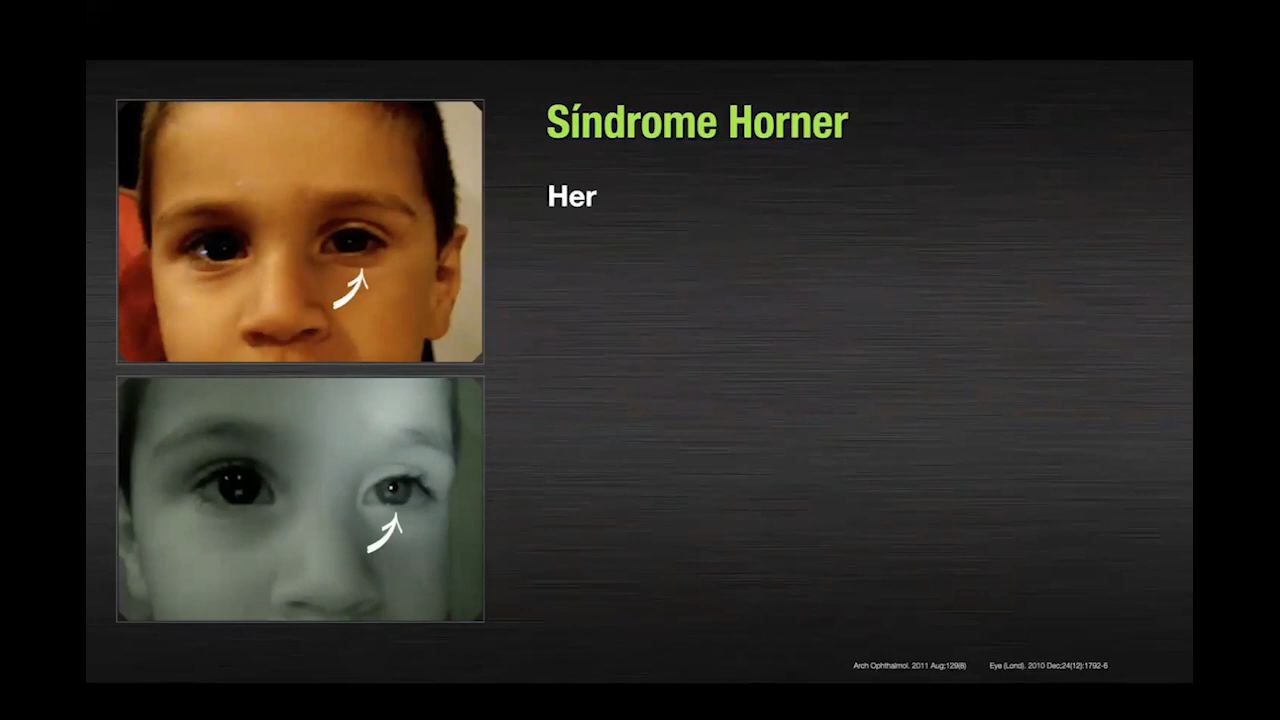 Síndrome Horner
Her
Arch Ophthalmol. 2011 Aug;129(8)
Eye (Lond). 2010 Dec;24(12):1792-6